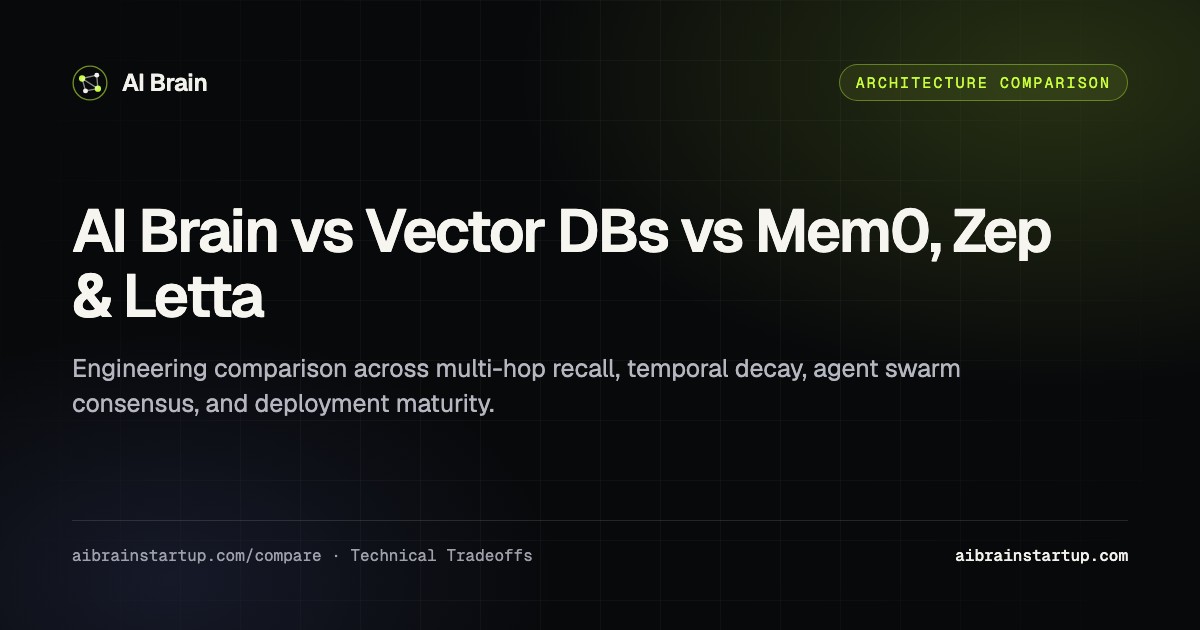 AI Brain
ARCHITECTURE COMPARISON
AI Brain vs Vector DBs vs Mem0, Zep
& Letta
Engineering comparison across multi-hop recall, temporal decay, agent swarm
consensus, and deployment maturity.
aibrainstartup.com/compare · Technical Tradeoffs
aibrainstartup.com